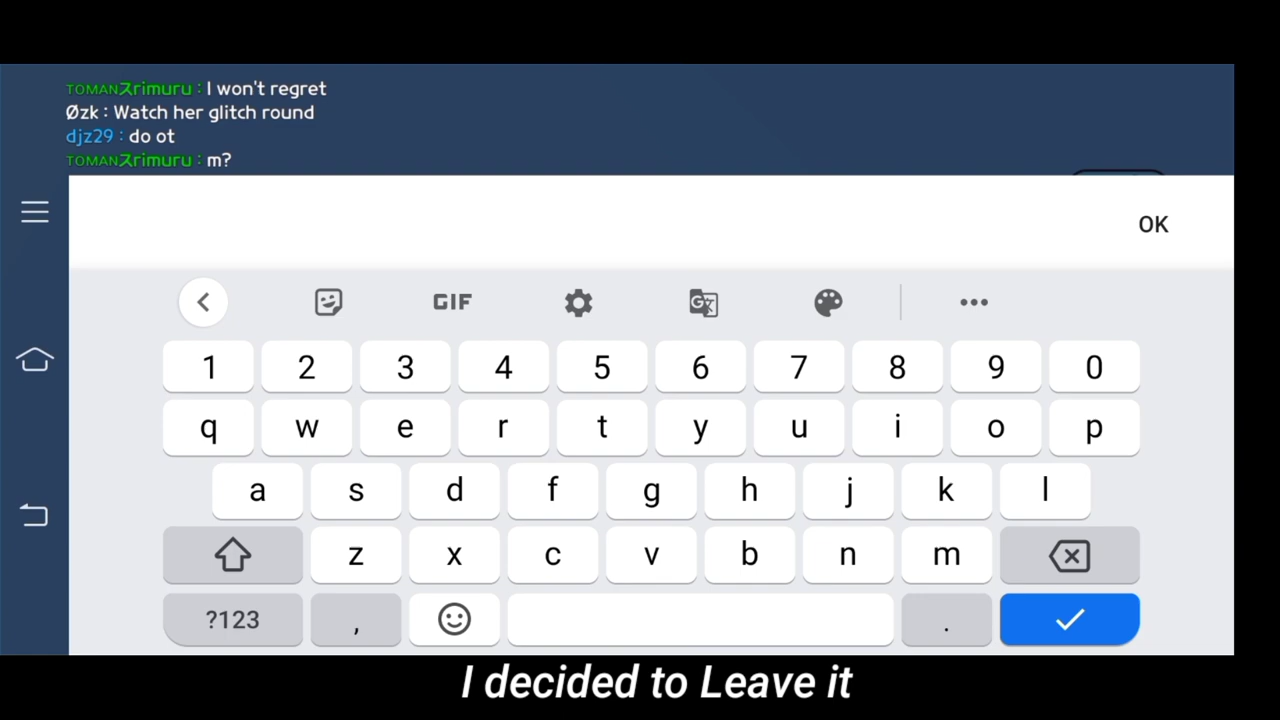 TOMANヌrimuru : I won't regret
Øzk : Watch her glitch round
djz29 : do ot
TOMANヌrimuru : m?
OK
GIF
1 2 3 4 5 6 7 8 9 0
q w e r t y u i o p
a s d f g h j k l
z x c v b n m
?123 , .
I decided to Leave it